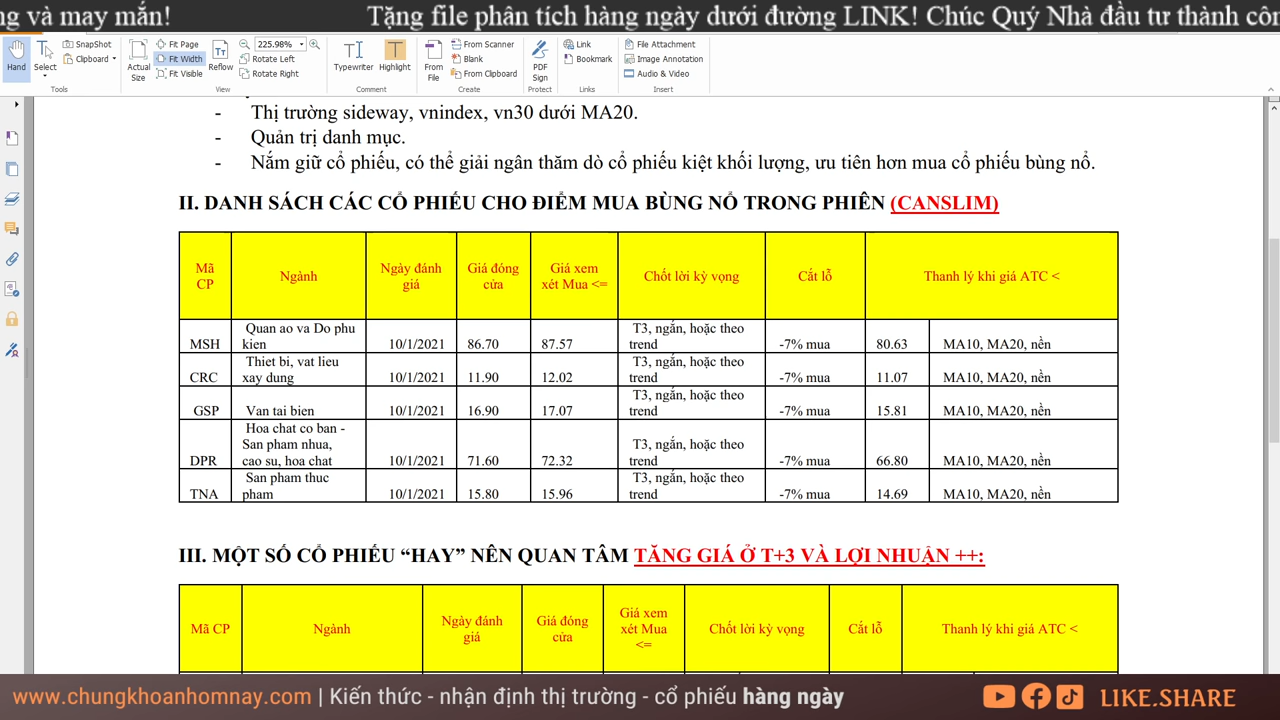 ng và may mắn!
Tặng file phân tích hàng ngày dưới đường LINK! Chúc Quý Nhà đầu tư thành côn
Hand
Select
SnapShot
Clipboard
Tools
Actual Size
Fit Page
Fit Width
Fit Visible
Reflow
225.98%
Rotate Left
Rotate Right
View
Typewriter
Highlight
Comment
From File
From Scanner
Blank
From Clipboard
Create
PDF Sign
Protect
Link
Bookmark
Links
File Attachment
Image Annotation
Audio & Video
Insert
- Thị trường sideway, vnindex, vn30 dưới MA20.
- Quản trị danh mục.
- Nắm giữ cổ phiếu, có thể giải ngân thăm dò cổ phiếu kiệt khối lượng, ưu tiên hơn mua cổ phiếu bùng nổ.
II. DANH SÁCH CÁC CỔ PHIẾU CHO ĐIỂM MUA BÙNG NỔ TRONG PHIÊN (CANSLIM)
Mã CP | Ngành | Ngày đánh giá | Giá đóng cửa | Giá xem xét Mua <= | Chốt lời kỳ vọng | Cắt lỗ | Thanh lý khi giá ATC <
MSH | Quan ao va Do phu kien | 10/1/2021 | 86.70 | 87.57 | T3, ngắn, hoặc theo trend | -7% mua | 80.63 | MA10, MA20, nền
CRC | Thiet bi, vat lieu xay dung | 10/1/2021 | 11.90 | 12.02 | T3, ngắn, hoặc theo trend | -7% mua | 11.07 | MA10, MA20, nền
GSP | Van tai bien | 10/1/2021 | 16.90 | 17.07 | T3, ngắn, hoặc theo trend | -7% mua | 15.81 | MA10, MA20, nền
DPR | Hoa chat co ban - San pham nhua, cao su, hoa chat | 10/1/2021 | 71.60 | 72.32 | T3, ngắn, hoặc theo trend | -7% mua | 66.80 | MA10, MA20, nền
TNA | San pham thuc pham | 10/1/2021 | 15.80 | 15.96 | T3, ngắn, hoặc theo trend | -7% mua | 14.69 | MA10, MA20, nền
III. MỘT SỐ CỔ PHIẾU “HAY” NÊN QUAN TÂM TĂNG GIÁ Ở T+3 VÀ LỢI NHUẬN ++:
Mã CP | Ngành | Ngày đánh giá | Giá đóng cửa | Giá xem xét Mua <= | Chốt lời kỳ vọng | Cắt lỗ | Thanh lý khi giá ATC <
www.chungkhoanhomnay.com | Kiến thức - nhận định thị trường - cổ phiếu hàng ngày
LIKE.SHARE